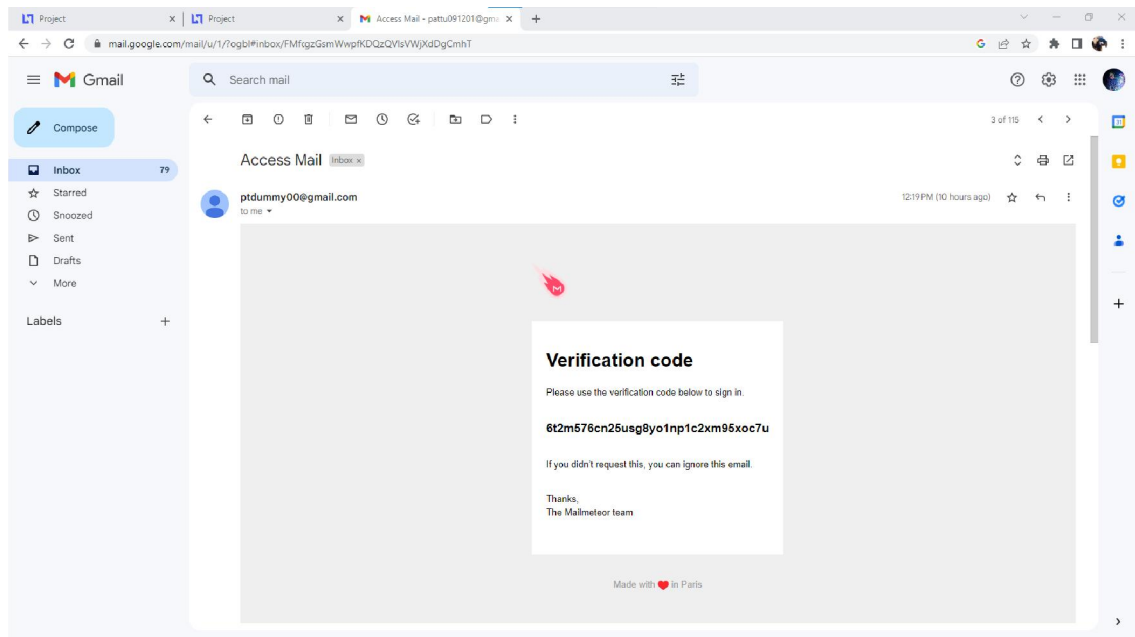 Project
Project
Access Mail - pattu091201@gm
mail.google.com/mail/u/1/?ogbl#inbox/FMfcgzGsmWwpfKDQzQVlsVWjXdDgCmhT
Gmail
Search mail
Compose
3 of 115
Inbox 79
Access Mail Inbox x
Starred
ptdummy00@gmail.com
12:19 PM (10 hours ago)
to me
Snoozed
Sent
Drafts
More
Labels
Verification code
Please use the verification code below to sign in.
6t2m576cn25usg8yo1np1c2xm95xoc7u
If you didn't request this, you can ignore this email.
Thanks,
The Mailmeteor team
Made with ❤ in Paris